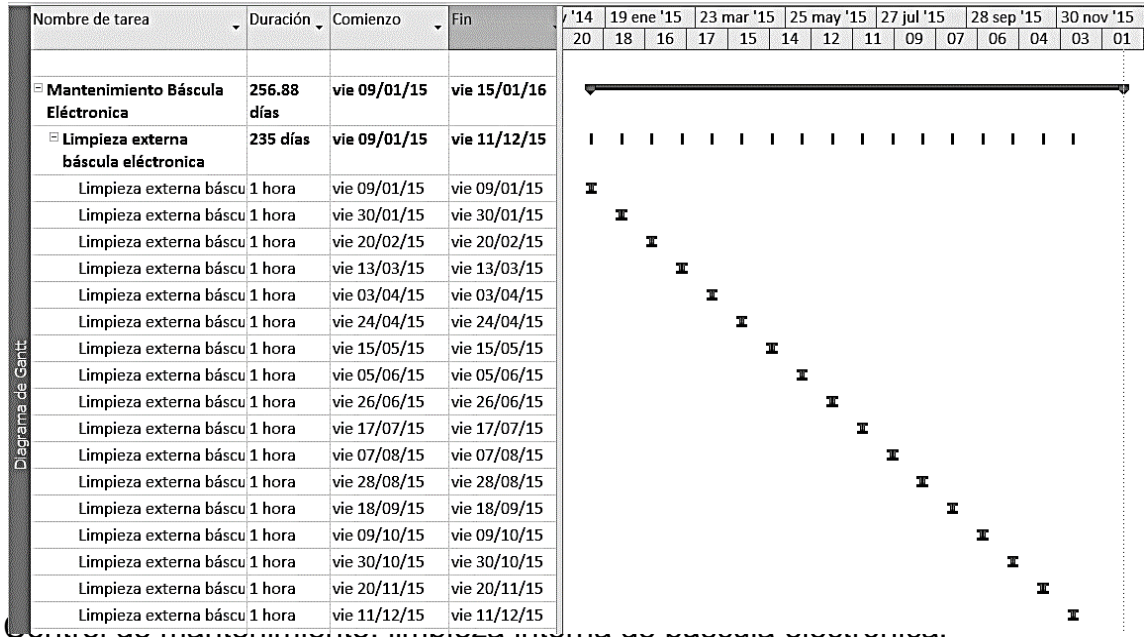 Nombre de tarea Duración Comienzo Fin '14 19 ene '15 23 mar '15 25 may '15 27 jul '15 28 sep '15 30 nov '15
20 18 16 17 15 14 12 11 09 07 06 04 03 01
Mantenimiento Báscula 256.88 vie 09/01/15 vie 15/01/16
Eléctronica días
Limpieza externa 235 días vie 09/01/15 vie 11/12/15
báscula eléctronica
Limpieza externa báscu 1 hora vie 09/01/15 vie 09/01/15
Limpieza externa báscu 1 hora vie 30/01/15 vie 30/01/15
Limpieza externa báscu 1 hora vie 20/02/15 vie 20/02/15
Limpieza externa báscu 1 hora vie 13/03/15 vie 13/03/15
Limpieza externa báscu 1 hora vie 03/04/15 vie 03/04/15
Limpieza externa báscu 1 hora vie 24/04/15 vie 24/04/15
Limpieza externa báscu 1 hora vie 15/05/15 vie 15/05/15
Limpieza externa báscu 1 hora vie 05/06/15 vie 05/06/15
Limpieza externa báscu 1 hora vie 26/06/15 vie 26/06/15
Limpieza externa báscu 1 hora vie 17/07/15 vie 17/07/15
Limpieza externa báscu 1 hora vie 07/08/15 vie 07/08/15
Limpieza externa báscu 1 hora vie 28/08/15 vie 28/08/15
Limpieza externa báscu 1 hora vie 18/09/15 vie 18/09/15
Limpieza externa báscu 1 hora vie 09/10/15 vie 09/10/15
Limpieza externa báscu 1 hora vie 30/10/15 vie 30/10/15
Limpieza externa báscu 1 hora vie 20/11/15 vie 20/11/15
Limpieza externa báscu 1 hora vie 11/12/15 vie 11/12/15
Diagrama de Gantt